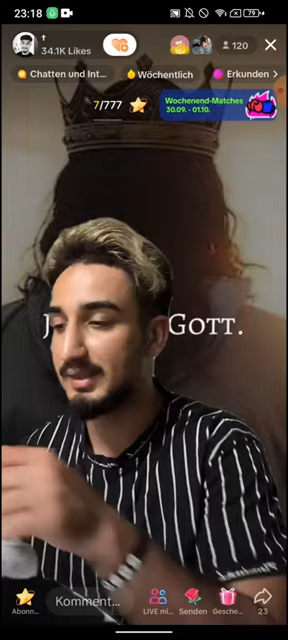 23:18
79
†
34.1K Likes
120
Chatten und Int...
Wöchentlich
Erkunden
7/777
Wochenend-Matches
30.09. - 01.10.
J
GOTT.
Abonn...
Komment...
LIVE mi...
Senden
Gesche...
23